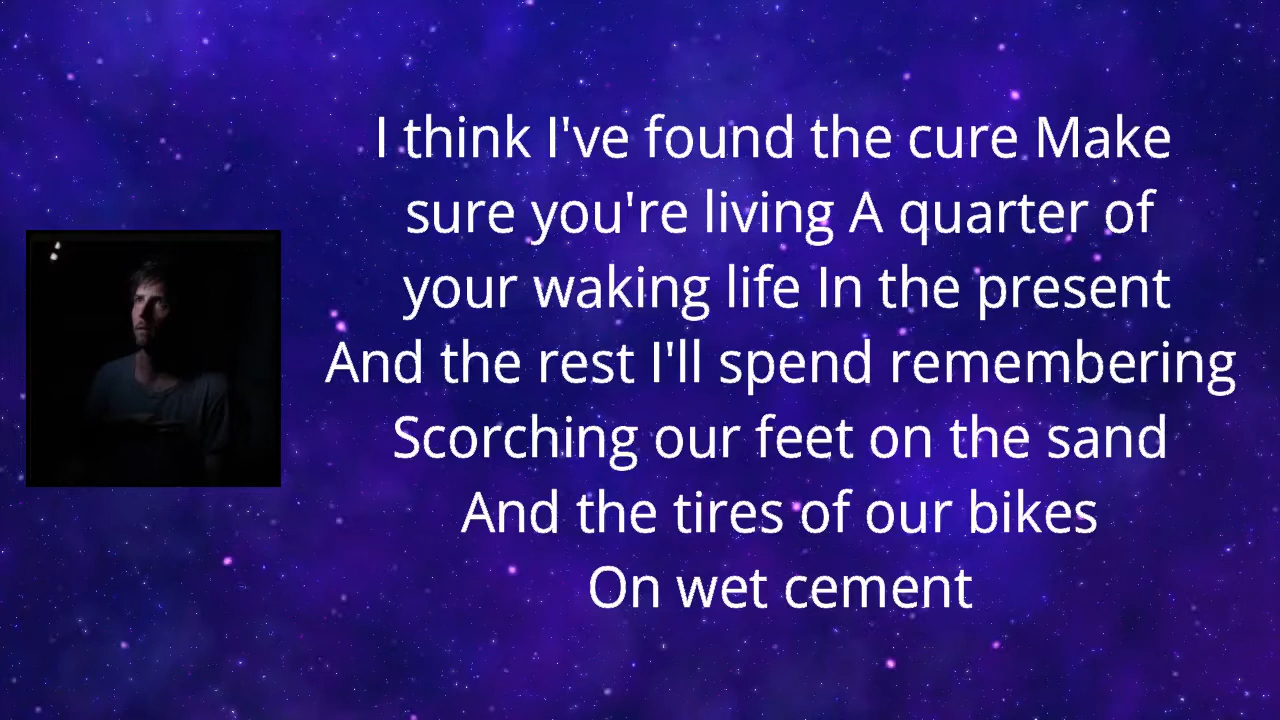 I think I've found the cure Make
sure you're living A quarter of
your waking life In the present
And the rest I'll spend remembering
Scorching our feet on the sand
And the tires of our bikes
On wet cement